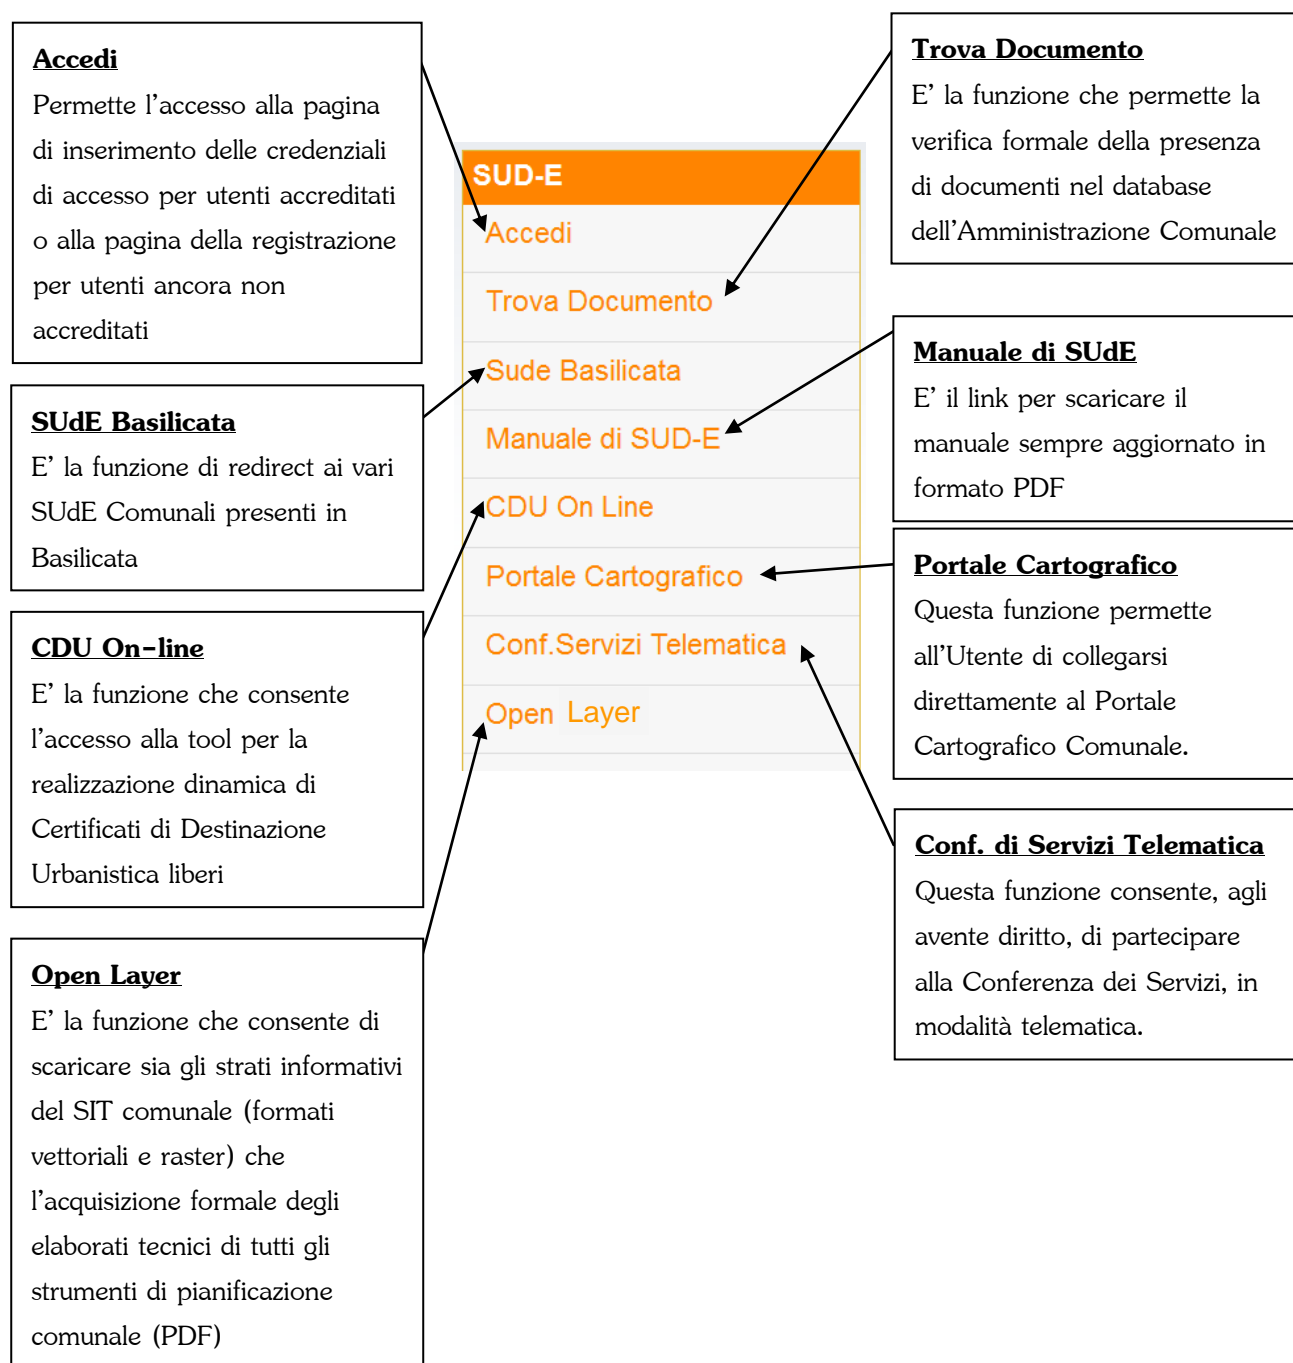 Accedi
Permette l'accesso alla pagina
di inserimento delle credenziali
di accesso per utenti accreditati
o alla pagina della registrazione
per utenti ancora non
accreditati
SUdE Basilicata
E' la funzione di redirect ai vari
SUdE Comunali presenti in
Basilicata
CDU On-line
E' la funzione che consente
l'accesso alla tool per la
realizzazione dinamica di
Certificati di Destinazione
Urbanistica liberi
Open Layer
E' la funzione che consente di
scaricare sia gli strati informativi
del SIT comunale (formati
vettoriali e raster) che
l'acquisizione formale degli
elaborati tecnici di tutti gli
strumenti di pianificazione
comunale (PDF)
SUD-E
Accedi
Trova Documento
Sude Basilicata
Manuale di SUD-E
CDU On Line
Portale Cartografico
Conf.Servizi Telematica
Open Layer
Trova Documento
E' la funzione che permette la
verifica formale della presenza
di documenti nel database
dell'Amministrazione Comunale
Manuale di SUdE
E' il link per scaricare il
manuale sempre aggiornato in
formato PDF
Portale Cartografico
Questa funzione permette
all'Utente di collegarsi
direttamente al Portale
Cartografico Comunale.
Conf. di Servizi Telematica
Questa funzione consente, agli
avente diritto, di partecipare
alla Conferenza dei Servizi, in
modalità telematica.